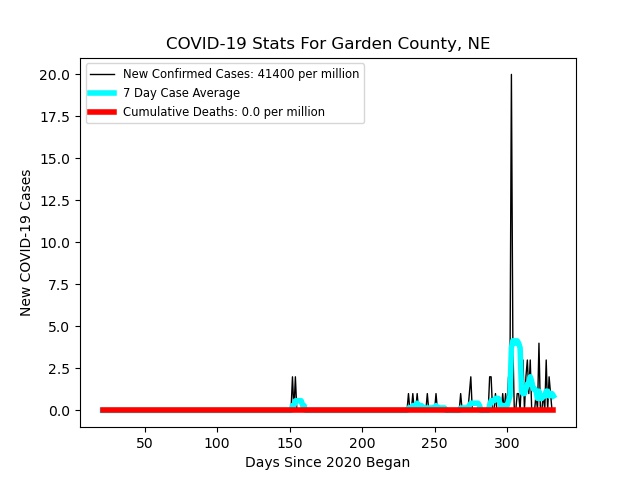 COVID-19 Stats For Garden County, NE
New Confirmed Cases: 41400 per million
7 Day Case Average
Cumulative Deaths: 0.0 per million
20.0
17.5
15.0
12.5
10.0
7.5
5.0
2.5
0.0
New COVID-19 Cases
50 100 150 200 250 300
Days Since 2020 Began